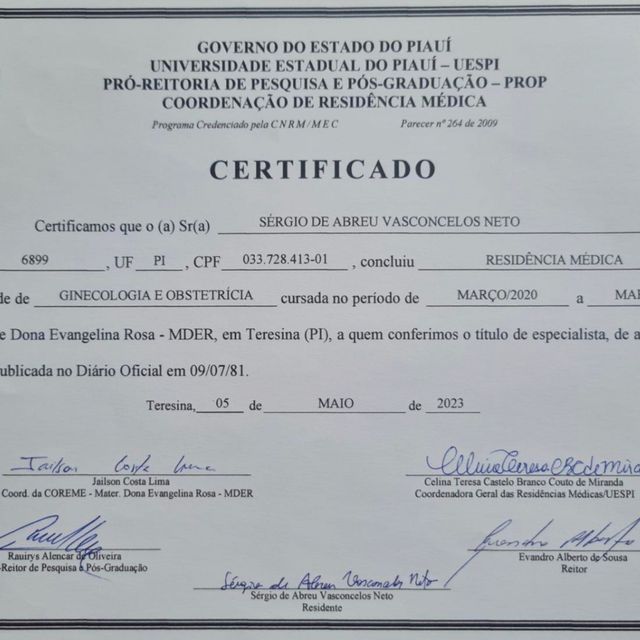 GOVERNO DO ESTADO DO PIAUÍ
UNIVERSIDADE ESTADUAL DO PIAUÍ – UESPI
PRÓ-REITORIA DE PESQUISA E PÓS-GRADUAÇÃO – PROP
COORDENAÇÃO DE RESIDÊNCIA MÉDICA
Programa Credenciado pela CNRM/MEC Parecer nº 264 de 2009
CERTIFICADO
Certificamos que o (a) Sr(a) SÉRGIO DE ABREU VASCONCELOS NETO
6899, UF PI, CPF 033.728.413-01, concluiu RESIDÊNCIA MÉDICA
de de GINECOLOGIA E OBSTETRÍCIA cursada no período de MARÇO/2020 a MAR
e Dona Evangelina Rosa - MDER, em Teresina (PI), a quem conferimos o título de especialista, de a
ublicada no Diário Oficial em 09/07/81.
Teresina, 05 de MAIO de 2023
Jailson Costa Lima
Jailson Costa Lima
Coord. da COREME - Mater. Dona Evangelina Rosa - MDER
Celina Teresa Castelo Branco Couto de Miranda
Coordenadora Geral das Residências Médicas/UESPI
Rauirys Alencar de Oliveira
-Reitor de Pesquisa e Pós-Graduação
Evandro Alberto
Evandro Alberto de Sousa
Reitor
Sérgio de Abreu Vasconcelos Neto
Sérgio de Abreu Vasconcelos Neto
Residente